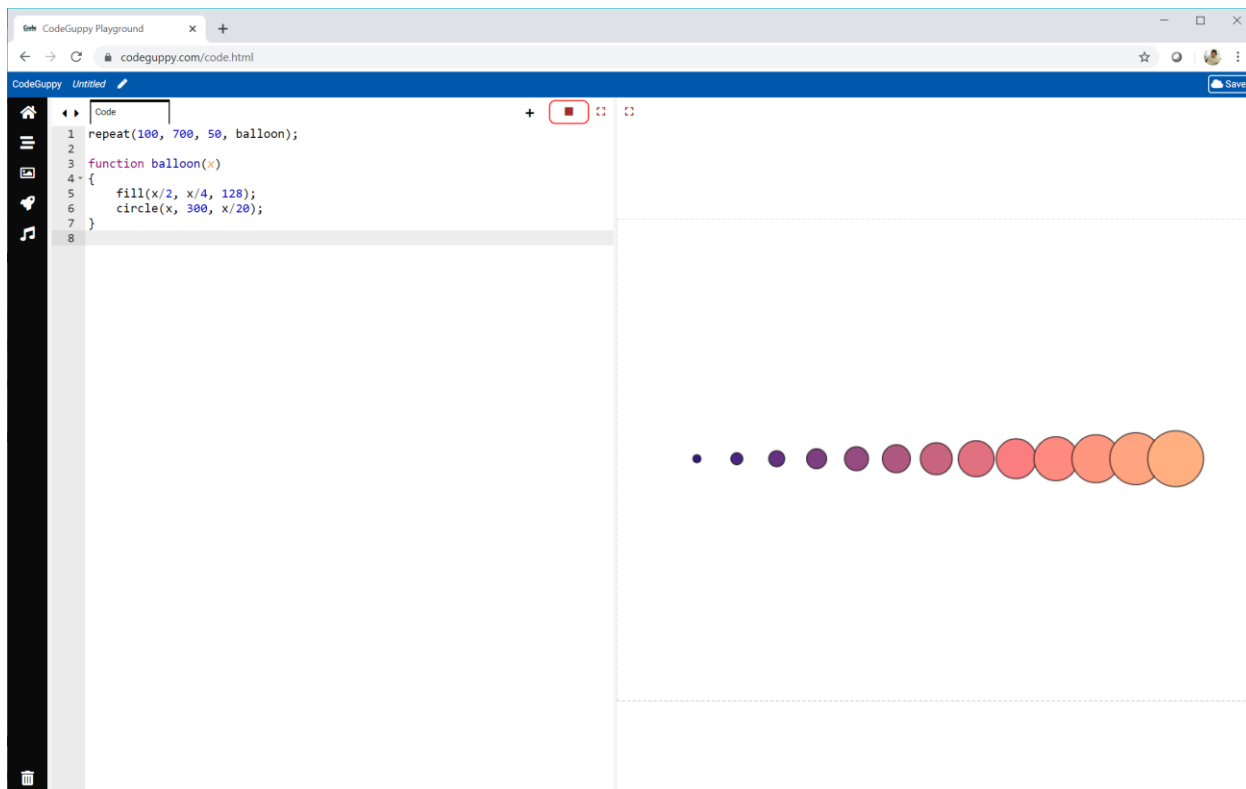 Code CodeGuppy Playground
codeguppy.com/code.html
CodeGuppy Untitled Save
Code
1 repeat(100, 700, 50, balloon);
2
3 function balloon(x)
4 {
5 fill(x/2, x/4, 128);
6 circle(x, 300, x/20);
7 }
8